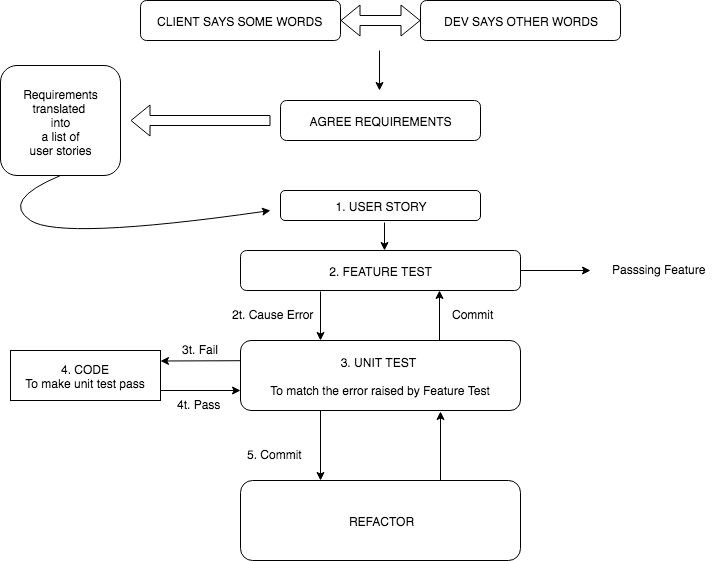 CLIENT SAYS SOME WORDS
DEV SAYS OTHER WORDS
Requirements
translated
into
a list of
user stories
AGREE REQUIREMENTS
1. USER STORY
2. FEATURE TEST
Passsing Feature
2t. Cause Error
Commit
3t. Fail
4. CODE
To make unit test pass
4t. Pass
3. UNIT TEST
To match the error raised by Feature Test
5. Commit
REFACTOR